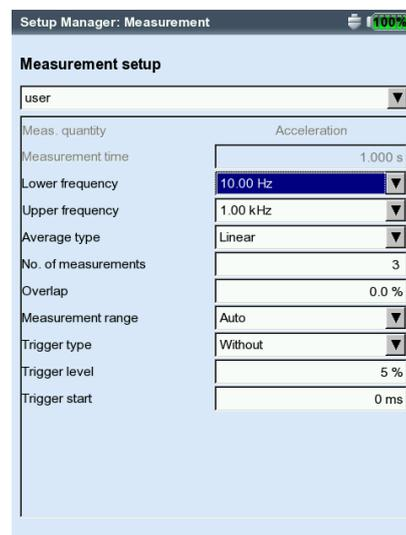 Setup Manager: Measurement 100%
Measurement setup
user
Meas. quantity Acceleration
Measurement time 1.000 s
Lower frequency 10.00 Hz
Upper frequency 1.00 kHz
Average type Linear
No. of measurements 3
Overlap 0.0 %
Measurement range Auto
Trigger type Without
Trigger level 5 %
Trigger start 0 ms